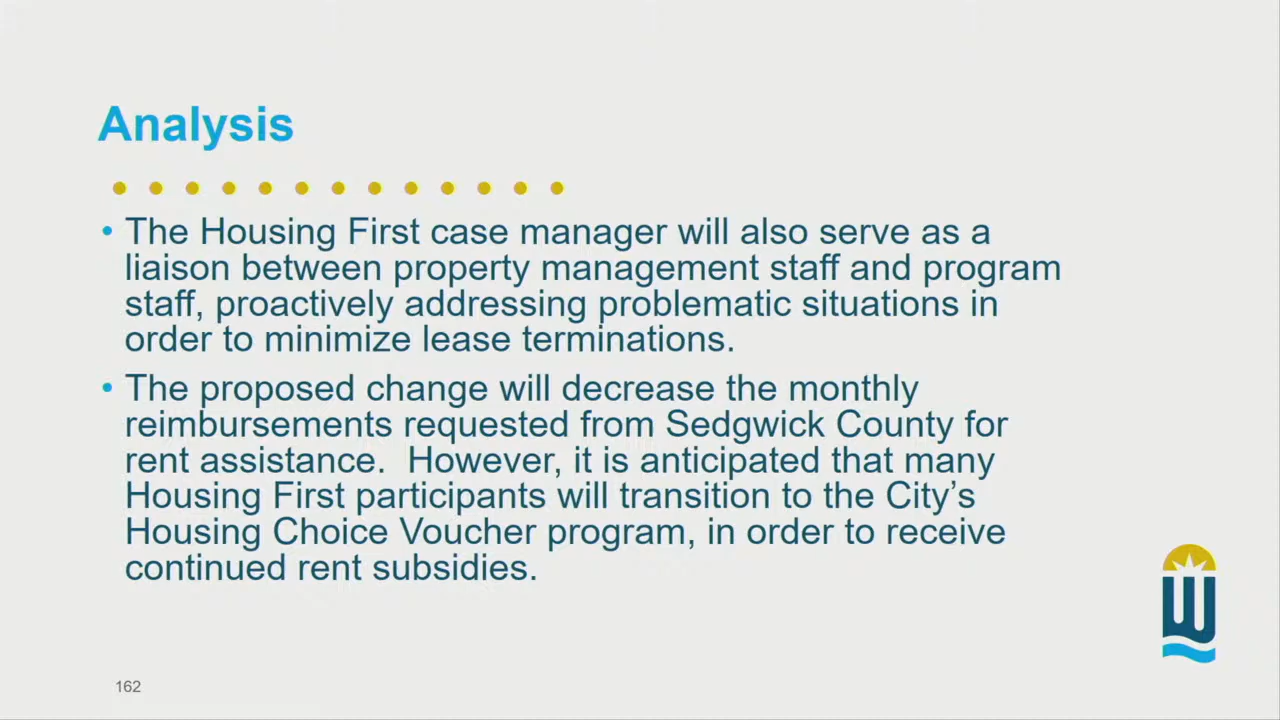 Analysis
• The Housing First case manager will also serve as a
liaison between property management staff and program
staff, proactively addressing problematic situations in
order to minimize lease terminations.
• The proposed change will decrease the monthly
reimbursements requested from Sedgwick County for
rent assistance.  However, it is anticipated that many
Housing First participants will transition to the City’s
Housing Choice Voucher program, in order to receive
continued rent subsidies.
W
162